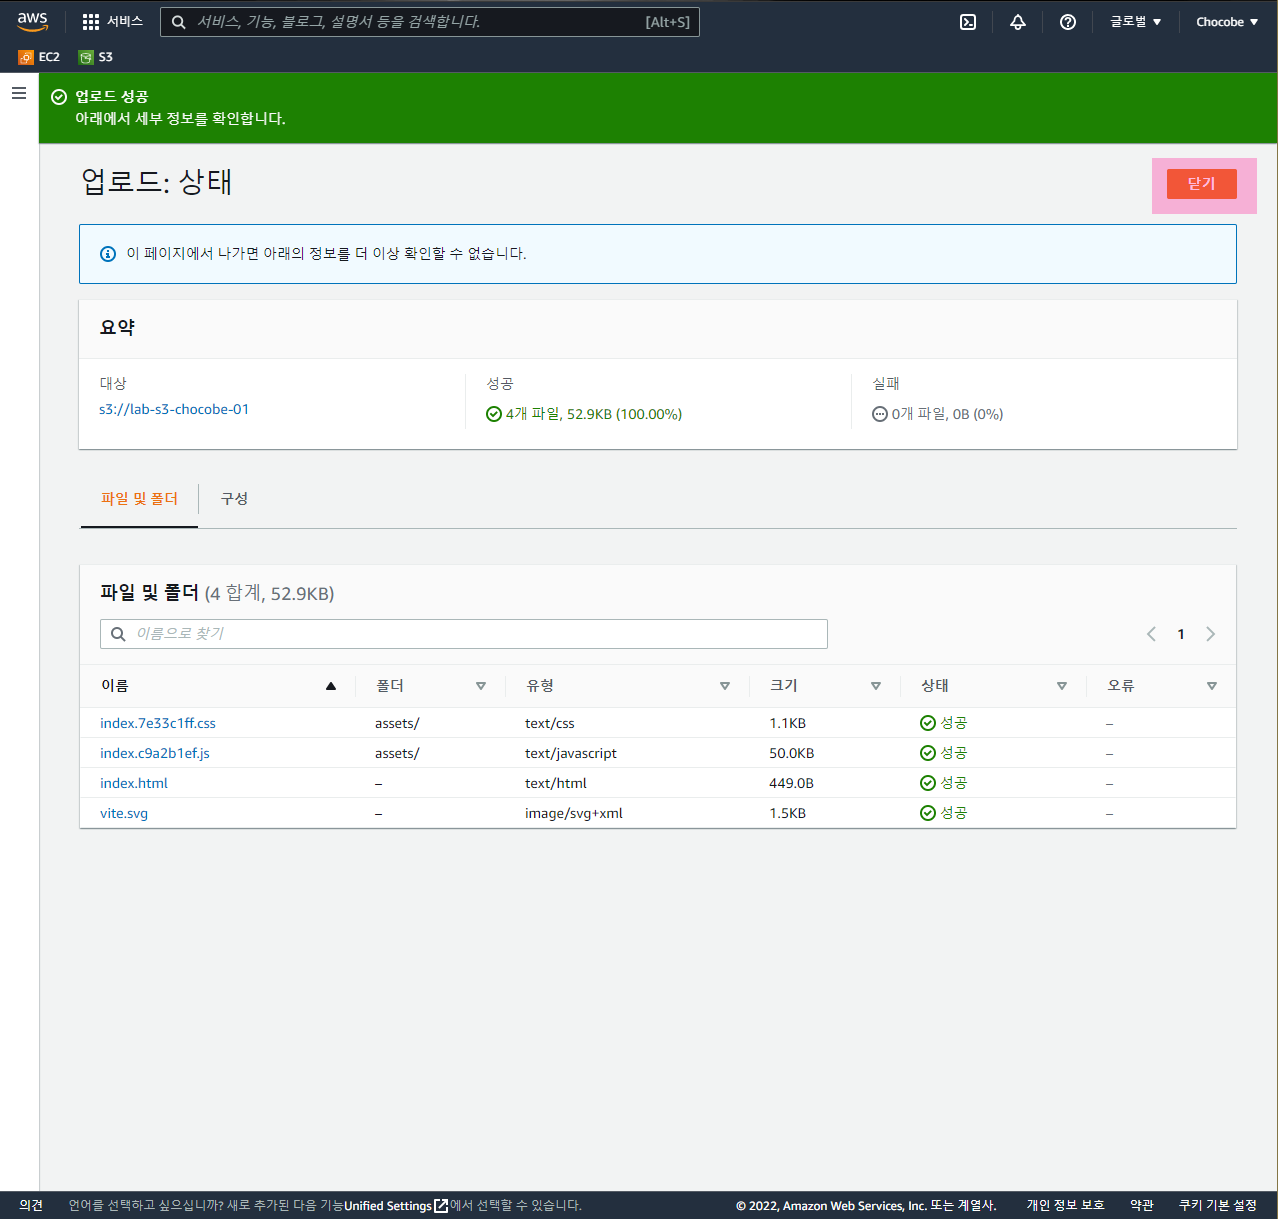 aws 서비스 서비스, 기능, 블로그, 설명서 등을 검색합니다. [Alt+S] 글로벌 Chocobe
EC2 S3
업로드 성공
아래에서 세부 정보를 확인합니다.
업로드: 상태 닫기
이 페이지에서 나가면 아래의 정보를 더 이상 확인할 수 없습니다.
요약
대상 성공 실패
s3://lab-s3-chocobe-01 4개 파일, 52.9KB (100.00%) 0개 파일, 0B (0%)
파일 및 폴더 구성
파일 및 폴더 (4 합계, 52.9KB)
이름으로 찾기 1
이름 폴더 유형 크기 상태 오류
index.7e33c1ff.css assets/ text/css 1.1KB 성공 –
index.c9a2b1ef.js assets/ text/javascript 50.0KB 성공 –
index.html – text/html 449.0B 성공 –
vite.svg – image/svg+xml 1.5KB 성공 –
의견 언어를 선택하고 싶으십니까? 새로 추가된 다음 기능Unified Settings에서 선택할 수 있습니다. © 2022, Amazon Web Services, Inc. 또는 계열사. 개인 정보 보호 약관 쿠키 기본 설정